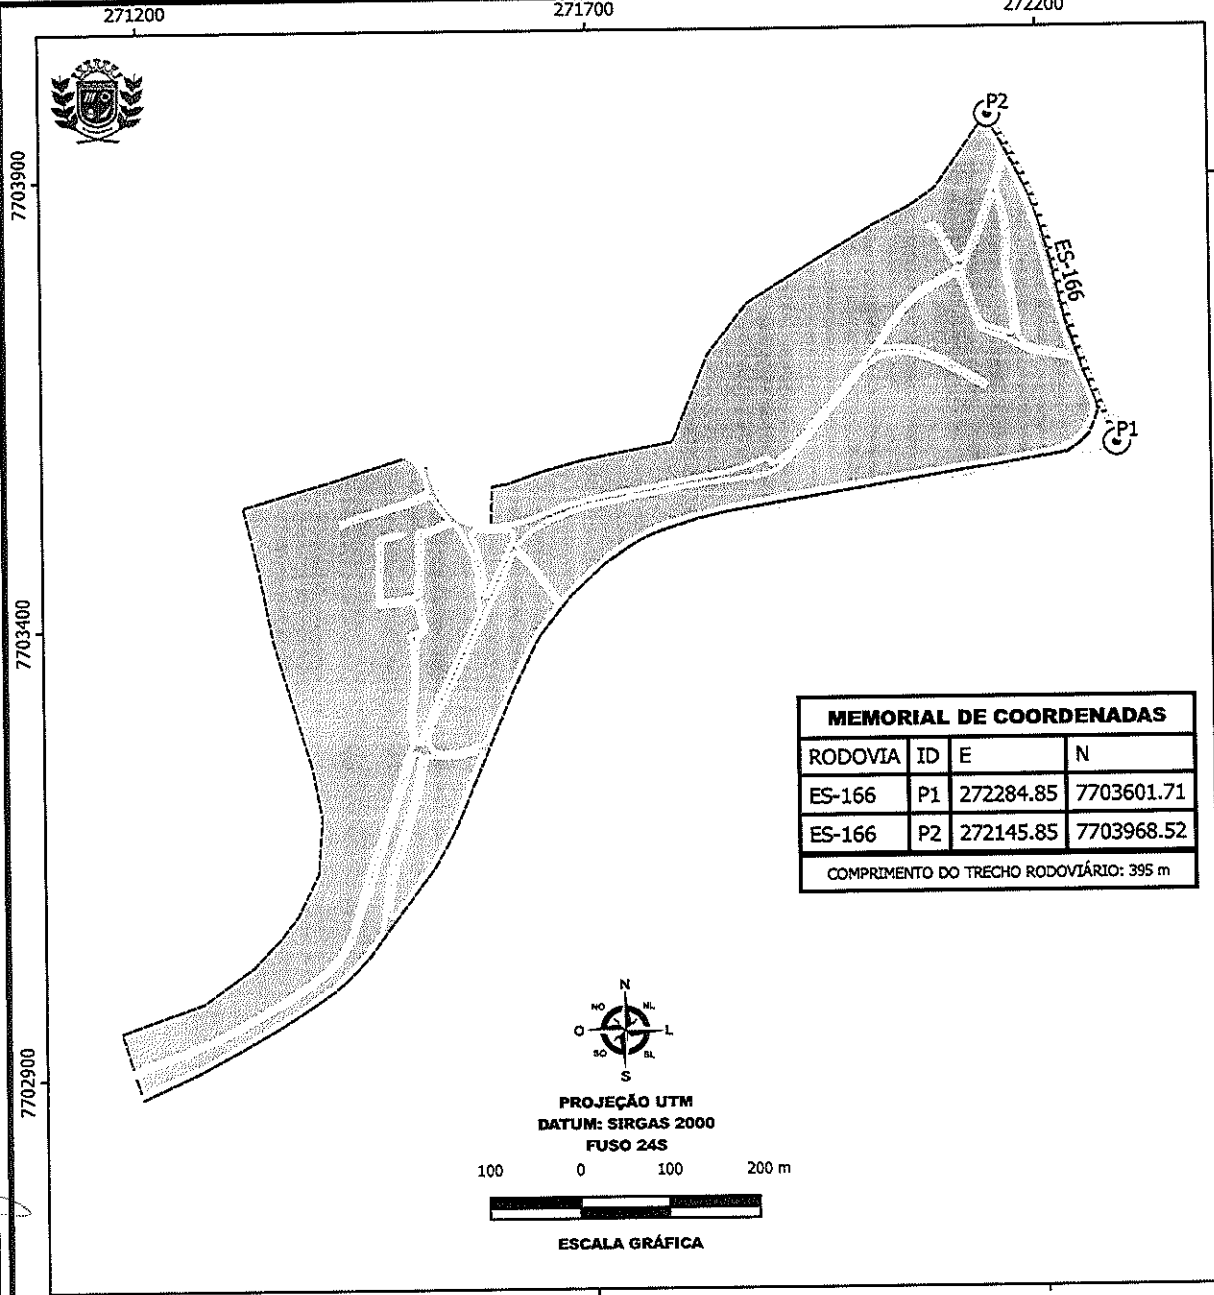 271200
271700
272200
7703900
7703400
7702900
P2
ES-166
P1
MEMORIAL DE COORDENADAS
RODOVIA ID E N
ES-166 P1 272284.85 7703601.71
ES-166 P2 272145.85 7703968.52
COMPRIMENTO DO TRECHO RODOVIÁRIO: 395 m
N
NO NL
O L
SO SL
S
PROJEÇÃO UTM
DATUM: SIRGAS 2000
FUSO 24S
100 0 100 200 m
ESCALA GRÁFICA